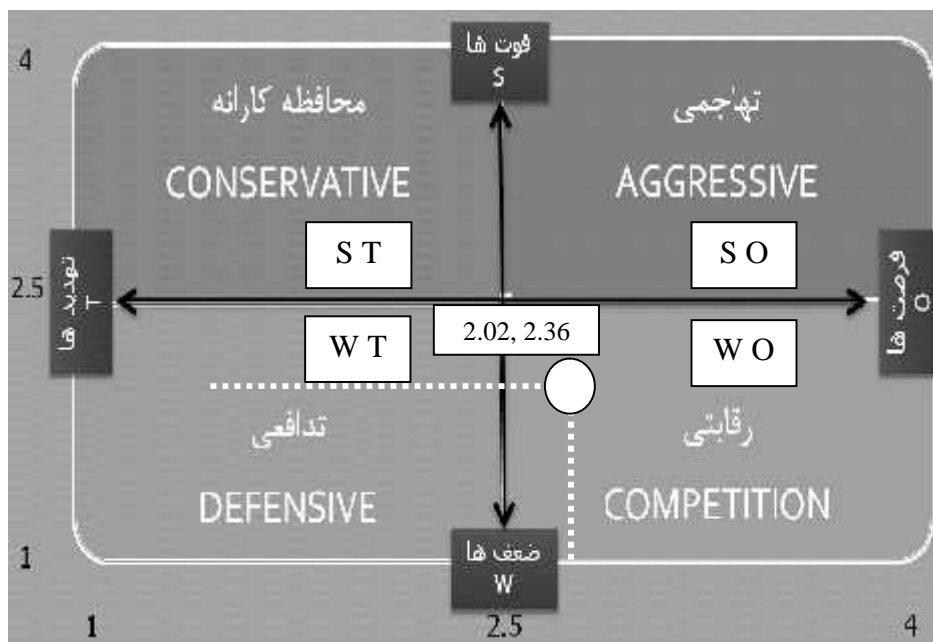 4
قوت ها
S
محافظه کارانه
CONSERVATIVE
تهاجمی
AGGRESSIVE
S T
S O
تهدید ها
T
2.5
فرصت ها
O
2.02, 2.36
W T
W O
تدافعی
DEFENSIVE
رقابتی
COMPETITION
1
ضعف ها
W
1
2.5
4